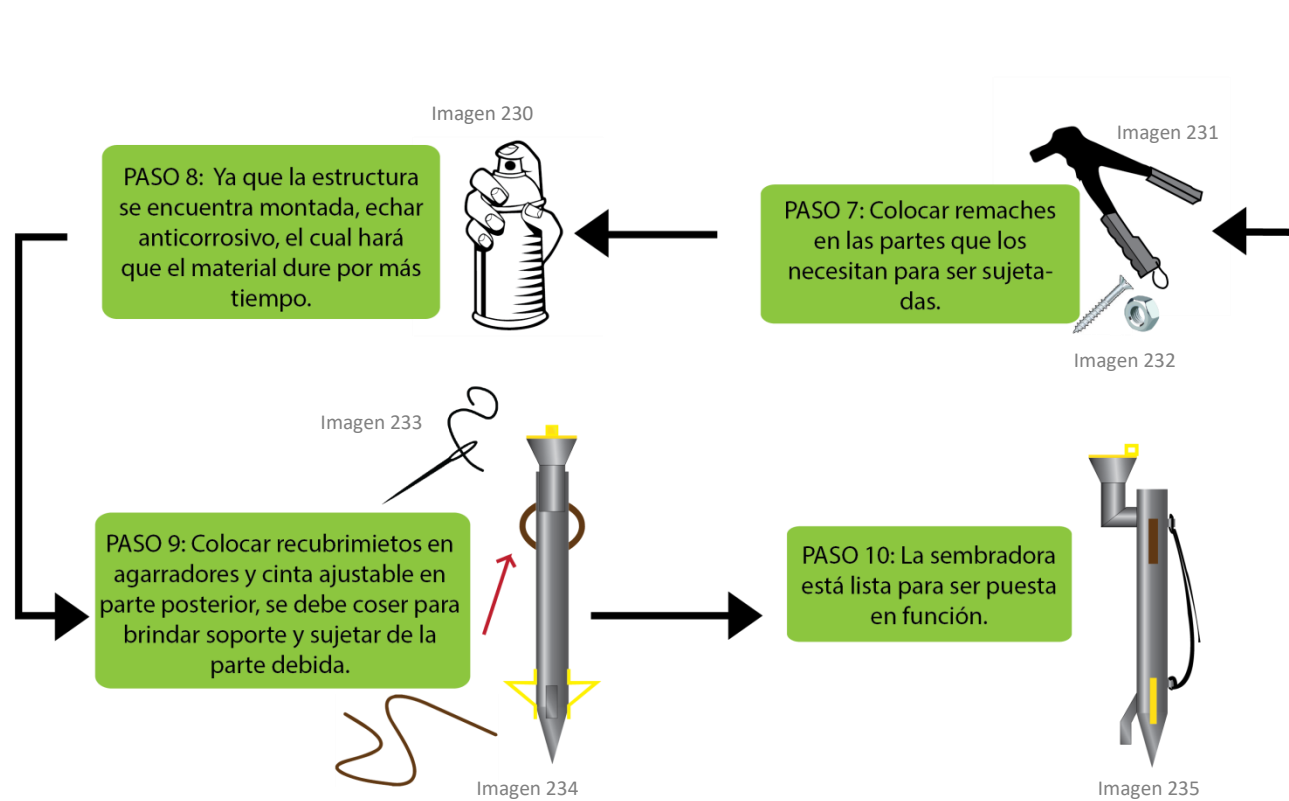 Imagen 230
Imagen 231
PASO 8: Ya que la estructura
se encuentra montada, echar
anticorrosivo, el cual hará
que el material dure por más
tiempo.
PASO 7: Colocar remaches
en las partes que los
necesitan para ser sujeta-
das.
Imagen 232
Imagen 233
PASO 9: Colocar recubrimietos en
agarradores y cinta ajustable en
parte posterior, se debe coser para
brindar soporte y sujetar de la
parte debida.
PASO 10: La sembradora
está lista para ser puesta
en función.
Imagen 234
Imagen 235